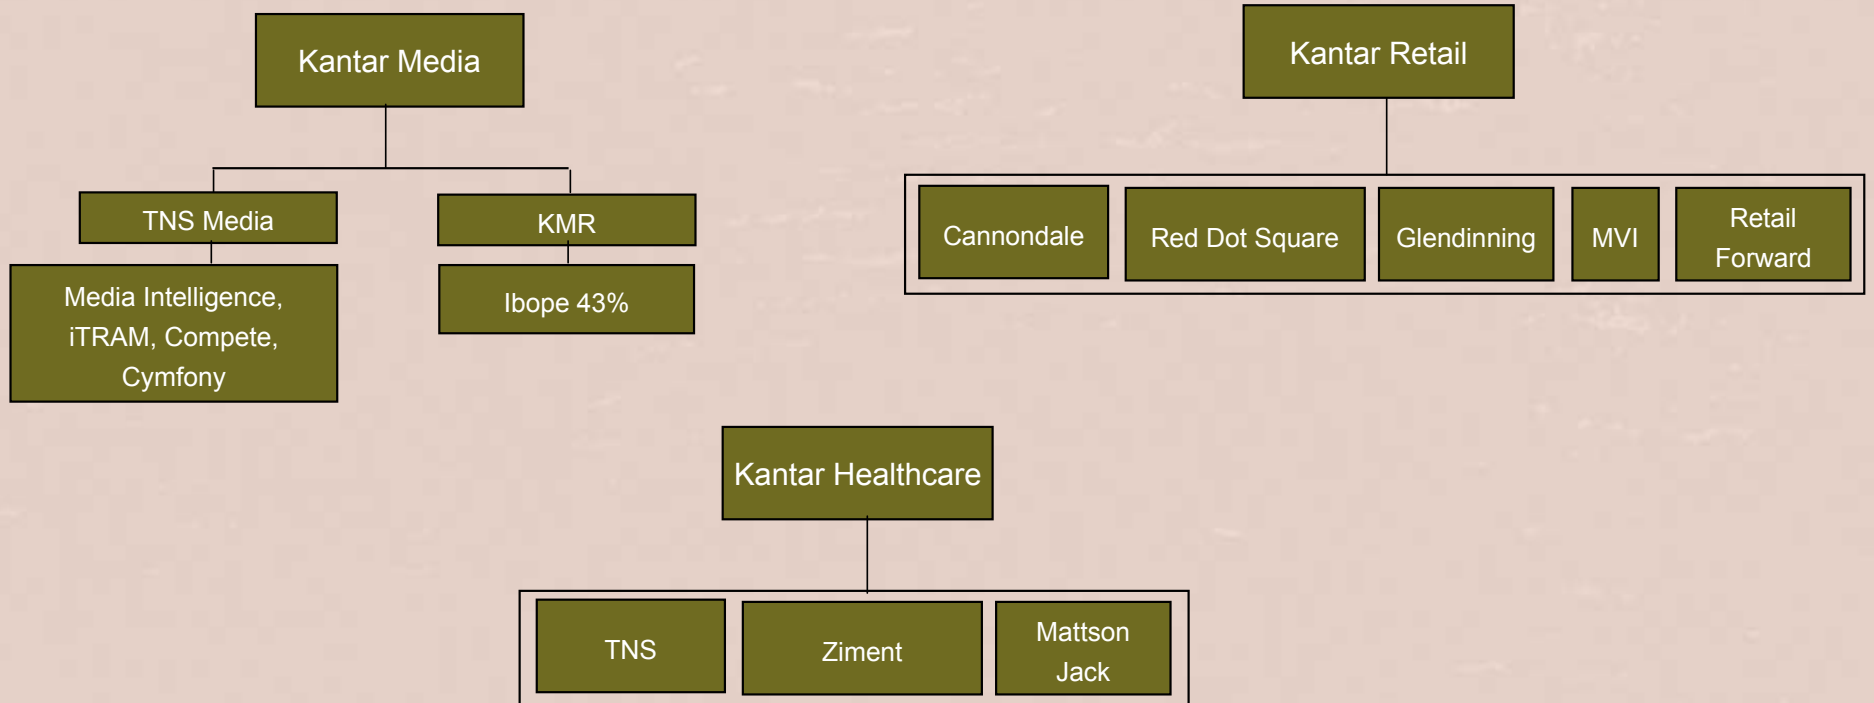 Kantar Media
TNS Media
KMR
Media Intelligence,
iTRAM, Compete,
Cymfony
Ibope 43%
Kantar Retail
Cannondale
Red Dot Square
Glendinning
MVI
Retail
Forward
Kantar Healthcare
TNS
Ziment
Mattson
Jack